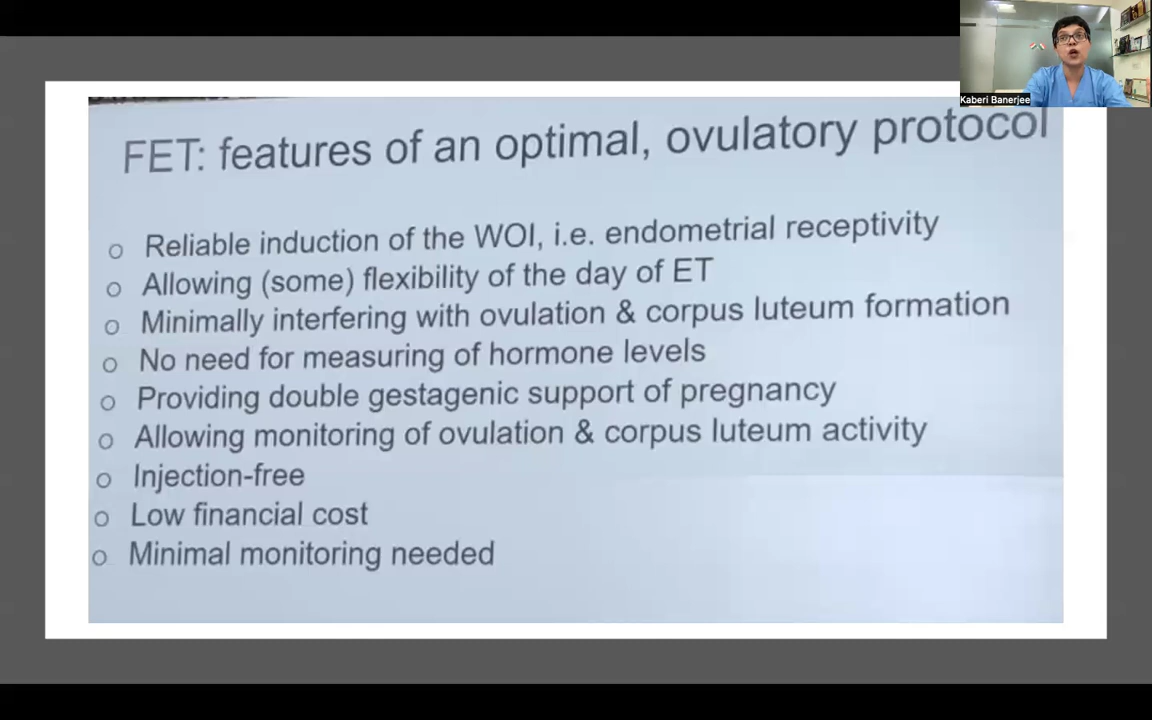 Kaberi Banerjee
FET: features of an optimal, ovulatory protocol
o Reliable induction of the WOI, i.e. endometrial receptivity
o Allowing (some) flexibility of the day of ET
o Minimally interfering with ovulation & corpus luteum formation
o No need for measuring of hormone levels
o Providing double gestagenic support of pregnancy
o Allowing monitoring of ovulation & corpus luteum activity
o Injection-free
o Low financial cost
o Minimal monitoring needed